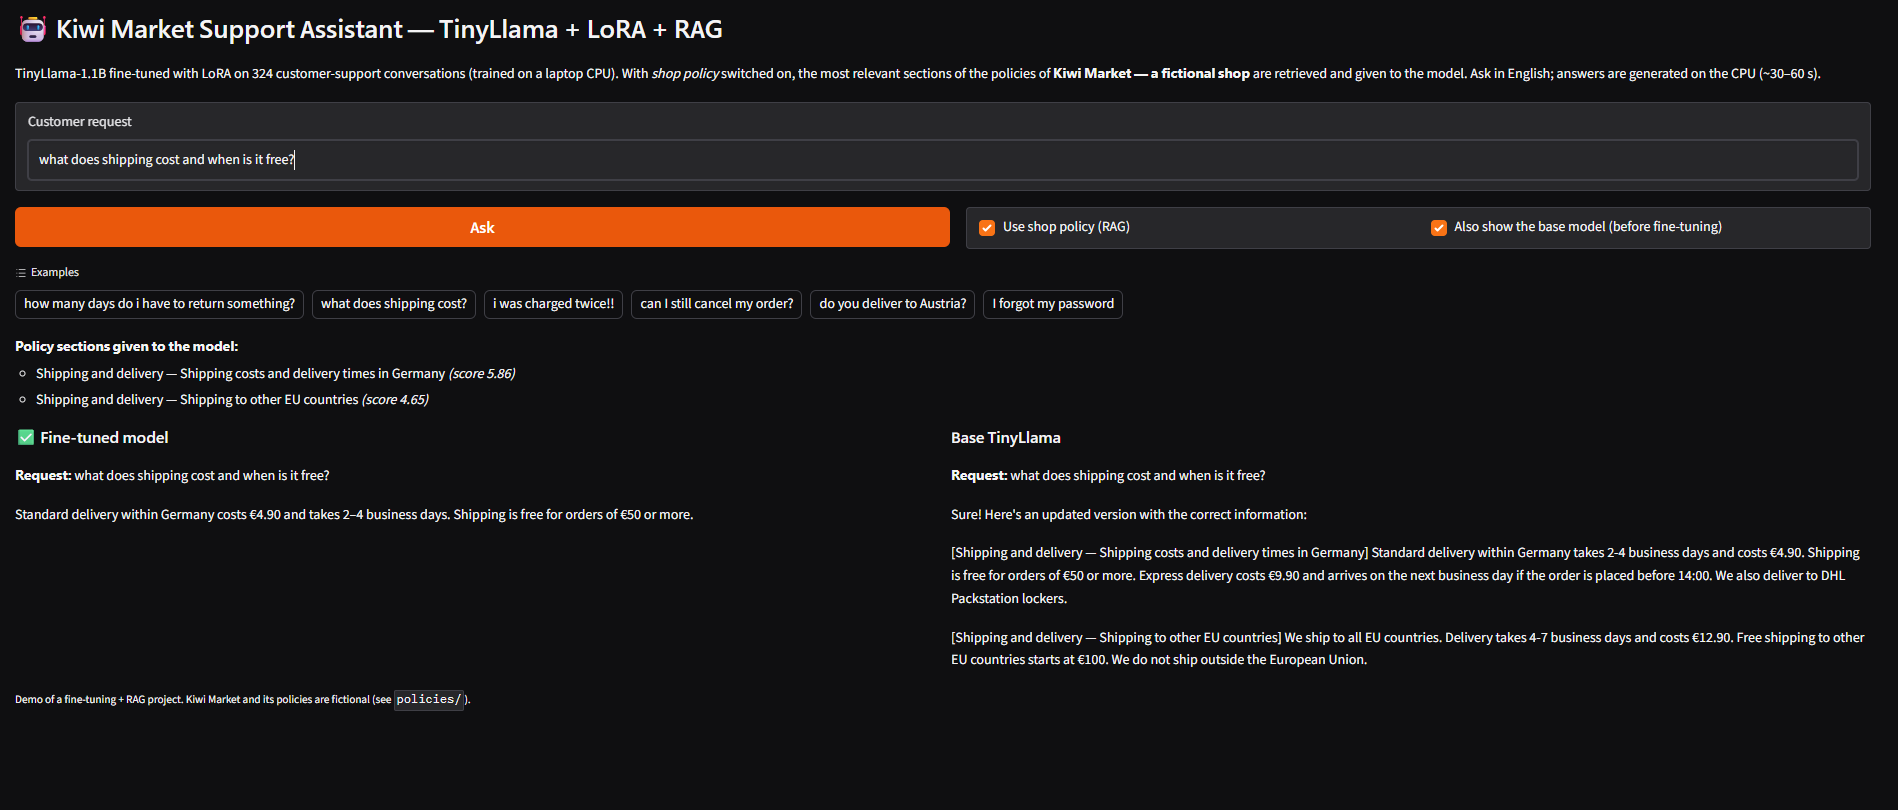 Kiwi Market Support Assistant — TinyLlama + LoRA + RAG
TinyLlama-1.1B fine-tuned with LoRA on 324 customer-support conversations (trained on a laptop CPU). With shop policy switched on, the most relevant sections of the policies of Kiwi Market — a fictional shop are retrieved and given to the model. Ask in English; answers are generated on the CPU (~30–60 s).
Customer request
what does shipping cost and when is it free?
Ask
Use shop policy (RAG)
Also show the base model (before fine-tuning)
Examples
how many days do i have to return something?
what does shipping cost?
i was charged twice!!
can I still cancel my order?
do you deliver to Austria?
I forgot my password
Policy sections given to the model:
Shipping and delivery — Shipping costs and delivery times in Germany (score 5.86)
Shipping and delivery — Shipping to other EU countries (score 4.65)
Fine-tuned model
Request: what does shipping cost and when is it free?
Standard delivery within Germany costs €4.90 and takes 2–4 business days. Shipping is free for orders of €50 or more.
Base TinyLlama
Request: what does shipping cost and when is it free?
Sure! Here's an updated version with the correct information:
[Shipping and delivery — Shipping costs and delivery times in Germany] Standard delivery within Germany takes 2-4 business days and costs €4.90. Shipping
is free for orders of €50 or more. Express delivery costs €9.90 and arrives on the next business day if the order is placed before 14:00. We also deliver to DHL
Packstation lockers.
[Shipping and delivery — Shipping to other EU countries] We ship to all EU countries. Delivery takes 4-7 business days and costs €12.90. Free shipping to other
EU countries starts at €100. We do not ship outside the European Union.
Demo of a fine-tuning + RAG project. Kiwi Market and its policies are fictional (see policies/).